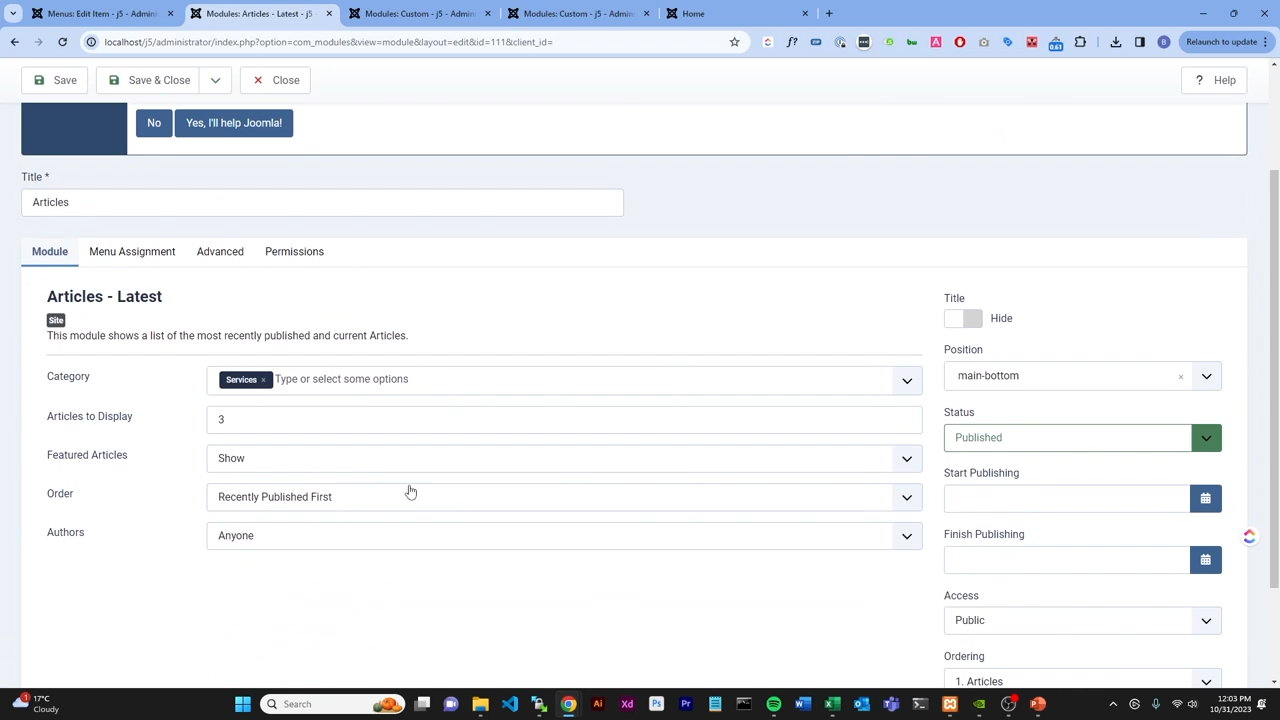 Menus: Edit Item - j5 - Admini
Modules: Articles - Latest - j5 -
Modules: Custom - j5 - Admini
Modules: Custom - j5 - Admini
Home
localhost/j5/administrator/index.php?option=com_modules&view=module&layout=edit&id=111&client_id=
Relaunch to update
Save
Save & Close
Close
Help
No
Yes, I'll help Joomla!
Title *
Articles
Module
Menu Assignment
Advanced
Permissions
Articles - Latest
Site
This module shows a list of the most recently published and current Articles.
Category
Services
Type or select some options
Articles to Display
3
Featured Articles
Show
Order
Recently Published First
Authors
Anyone
Title
Hide
Position
main-bottom
Status
Published
Start Publishing
Finish Publishing
Access
Public
Ordering
1. Articles
17°C
Cloudy
Search
12:03 PM
10/31/2023